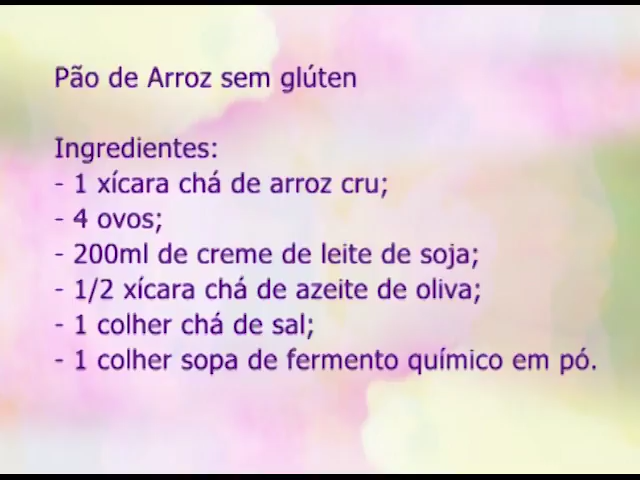 Pão de Arroz sem glúten
Ingredientes:
- 1 xícara chá de arroz cru;
- 4 ovos;
- 200ml de creme de leite de soja;
- 1/2 xícara chá de azeite de oliva;
- 1 colher chá de sal;
- 1 colher sopa de fermento químico em pó.